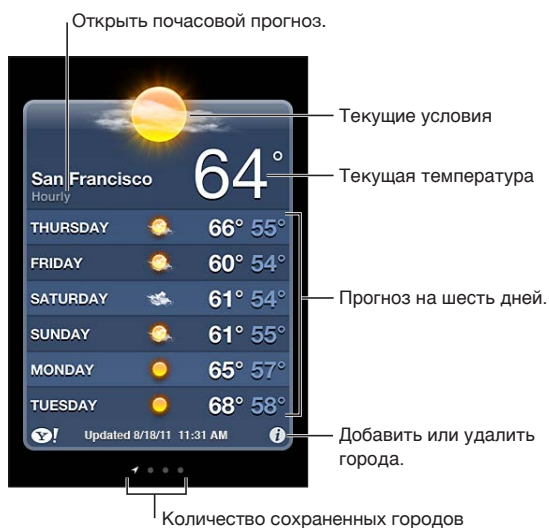 Открыть почасовой прогноз.
Текущие условия
64°
San Francisco
Hourly
Текущая температура
THURSDAY 66° 55°
FRIDAY 60° 54°
SATURDAY 61° 54°
Прогноз на шесть дней.
SUNDAY 61° 55°
MONDAY 65° 57°
TUESDAY 68° 58°
Y! Updated 8/18/11 11:31 AM i
Добавить или удалить
города.
Количество сохраненных городов